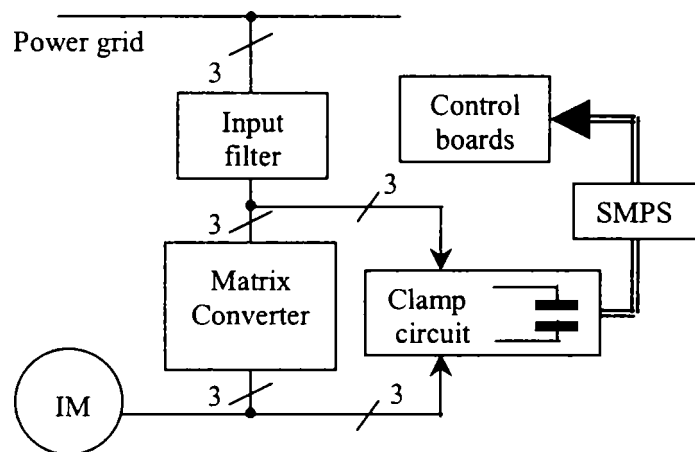 Power grid
3
Input
filter
Control
boards
3
3
SMPS
Matrix
Converter
Clamp
circuit
3
3
IM